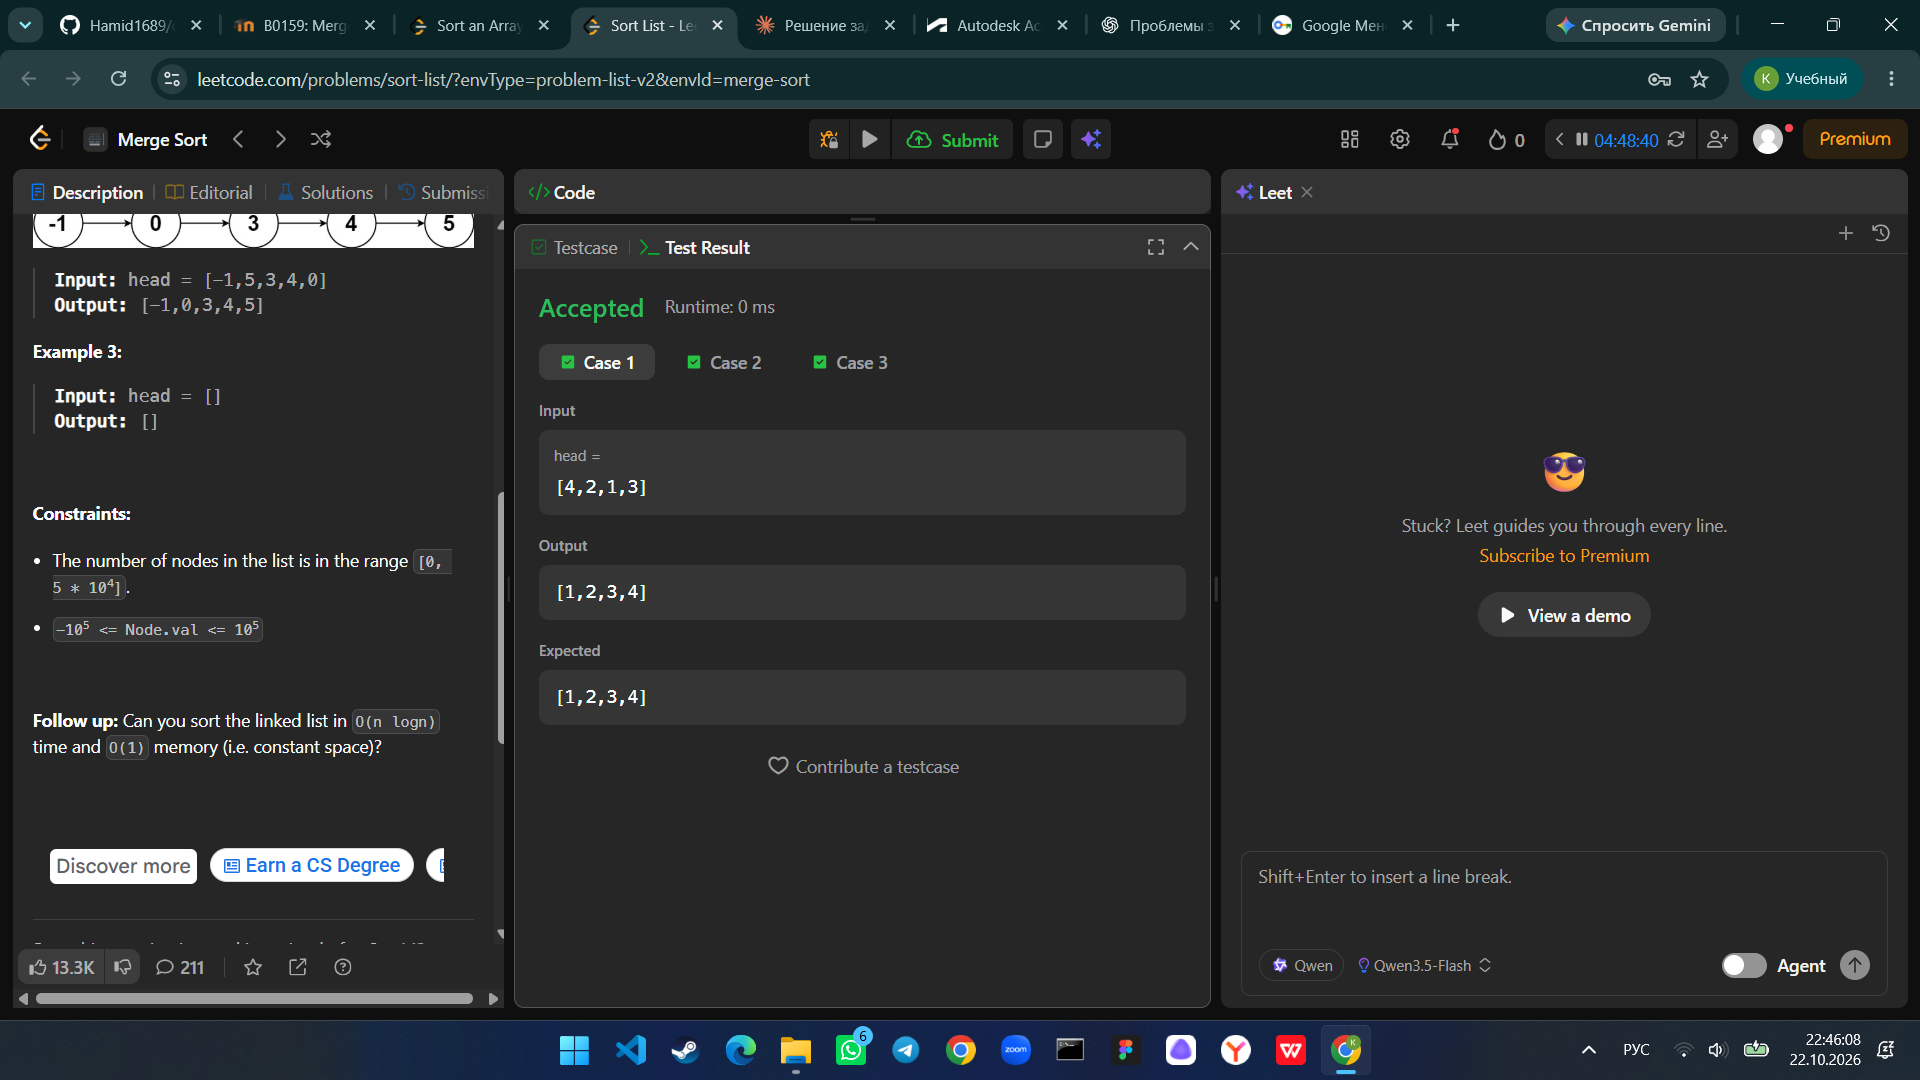 Hamid1689/
B0159: Merg
Sort an Array
Sort List - Le
Решение за
Autodesk Ac
Проблемы з
Google Мен
Спросить Gemini
leetcode.com/problems/sort-list/?envType=problem-list-v2&envId=merge-sort
K
Учебный
Merge Sort
Submit
0
04:48:40
Premium
Description
Editorial
Solutions
Submissi
-1
0
3
4
5
Input: head = [-1,5,3,4,0]
Output: [-1,0,3,4,5]
Example 3:
Input: head = []
Output: []
Constraints:
• The number of nodes in the list is in the range [0,
5 * 10⁴].
• -10⁵ <= Node.val <= 10⁵
Follow up: Can you sort the linked list in O(n logn)
time and O(1) memory (i.e. constant space)?
Discover more
Earn a CS Degree
13.3K
211
</> Code
Testcase
Test Result
Accepted
Runtime: 0 ms
Case 1
Case 2
Case 3
Input
head =
[4,2,1,3]
Output
[1,2,3,4]
Expected
[1,2,3,4]
Contribute a testcase
Leet
Stuck? Leet guides you through every line.
Subscribe to Premium
View a demo
Shift+Enter to insert a line break.
Qwen
Qwen3.5-Flash
Agent
6
zoom
K
РУС
22:46:08
22.10.2026